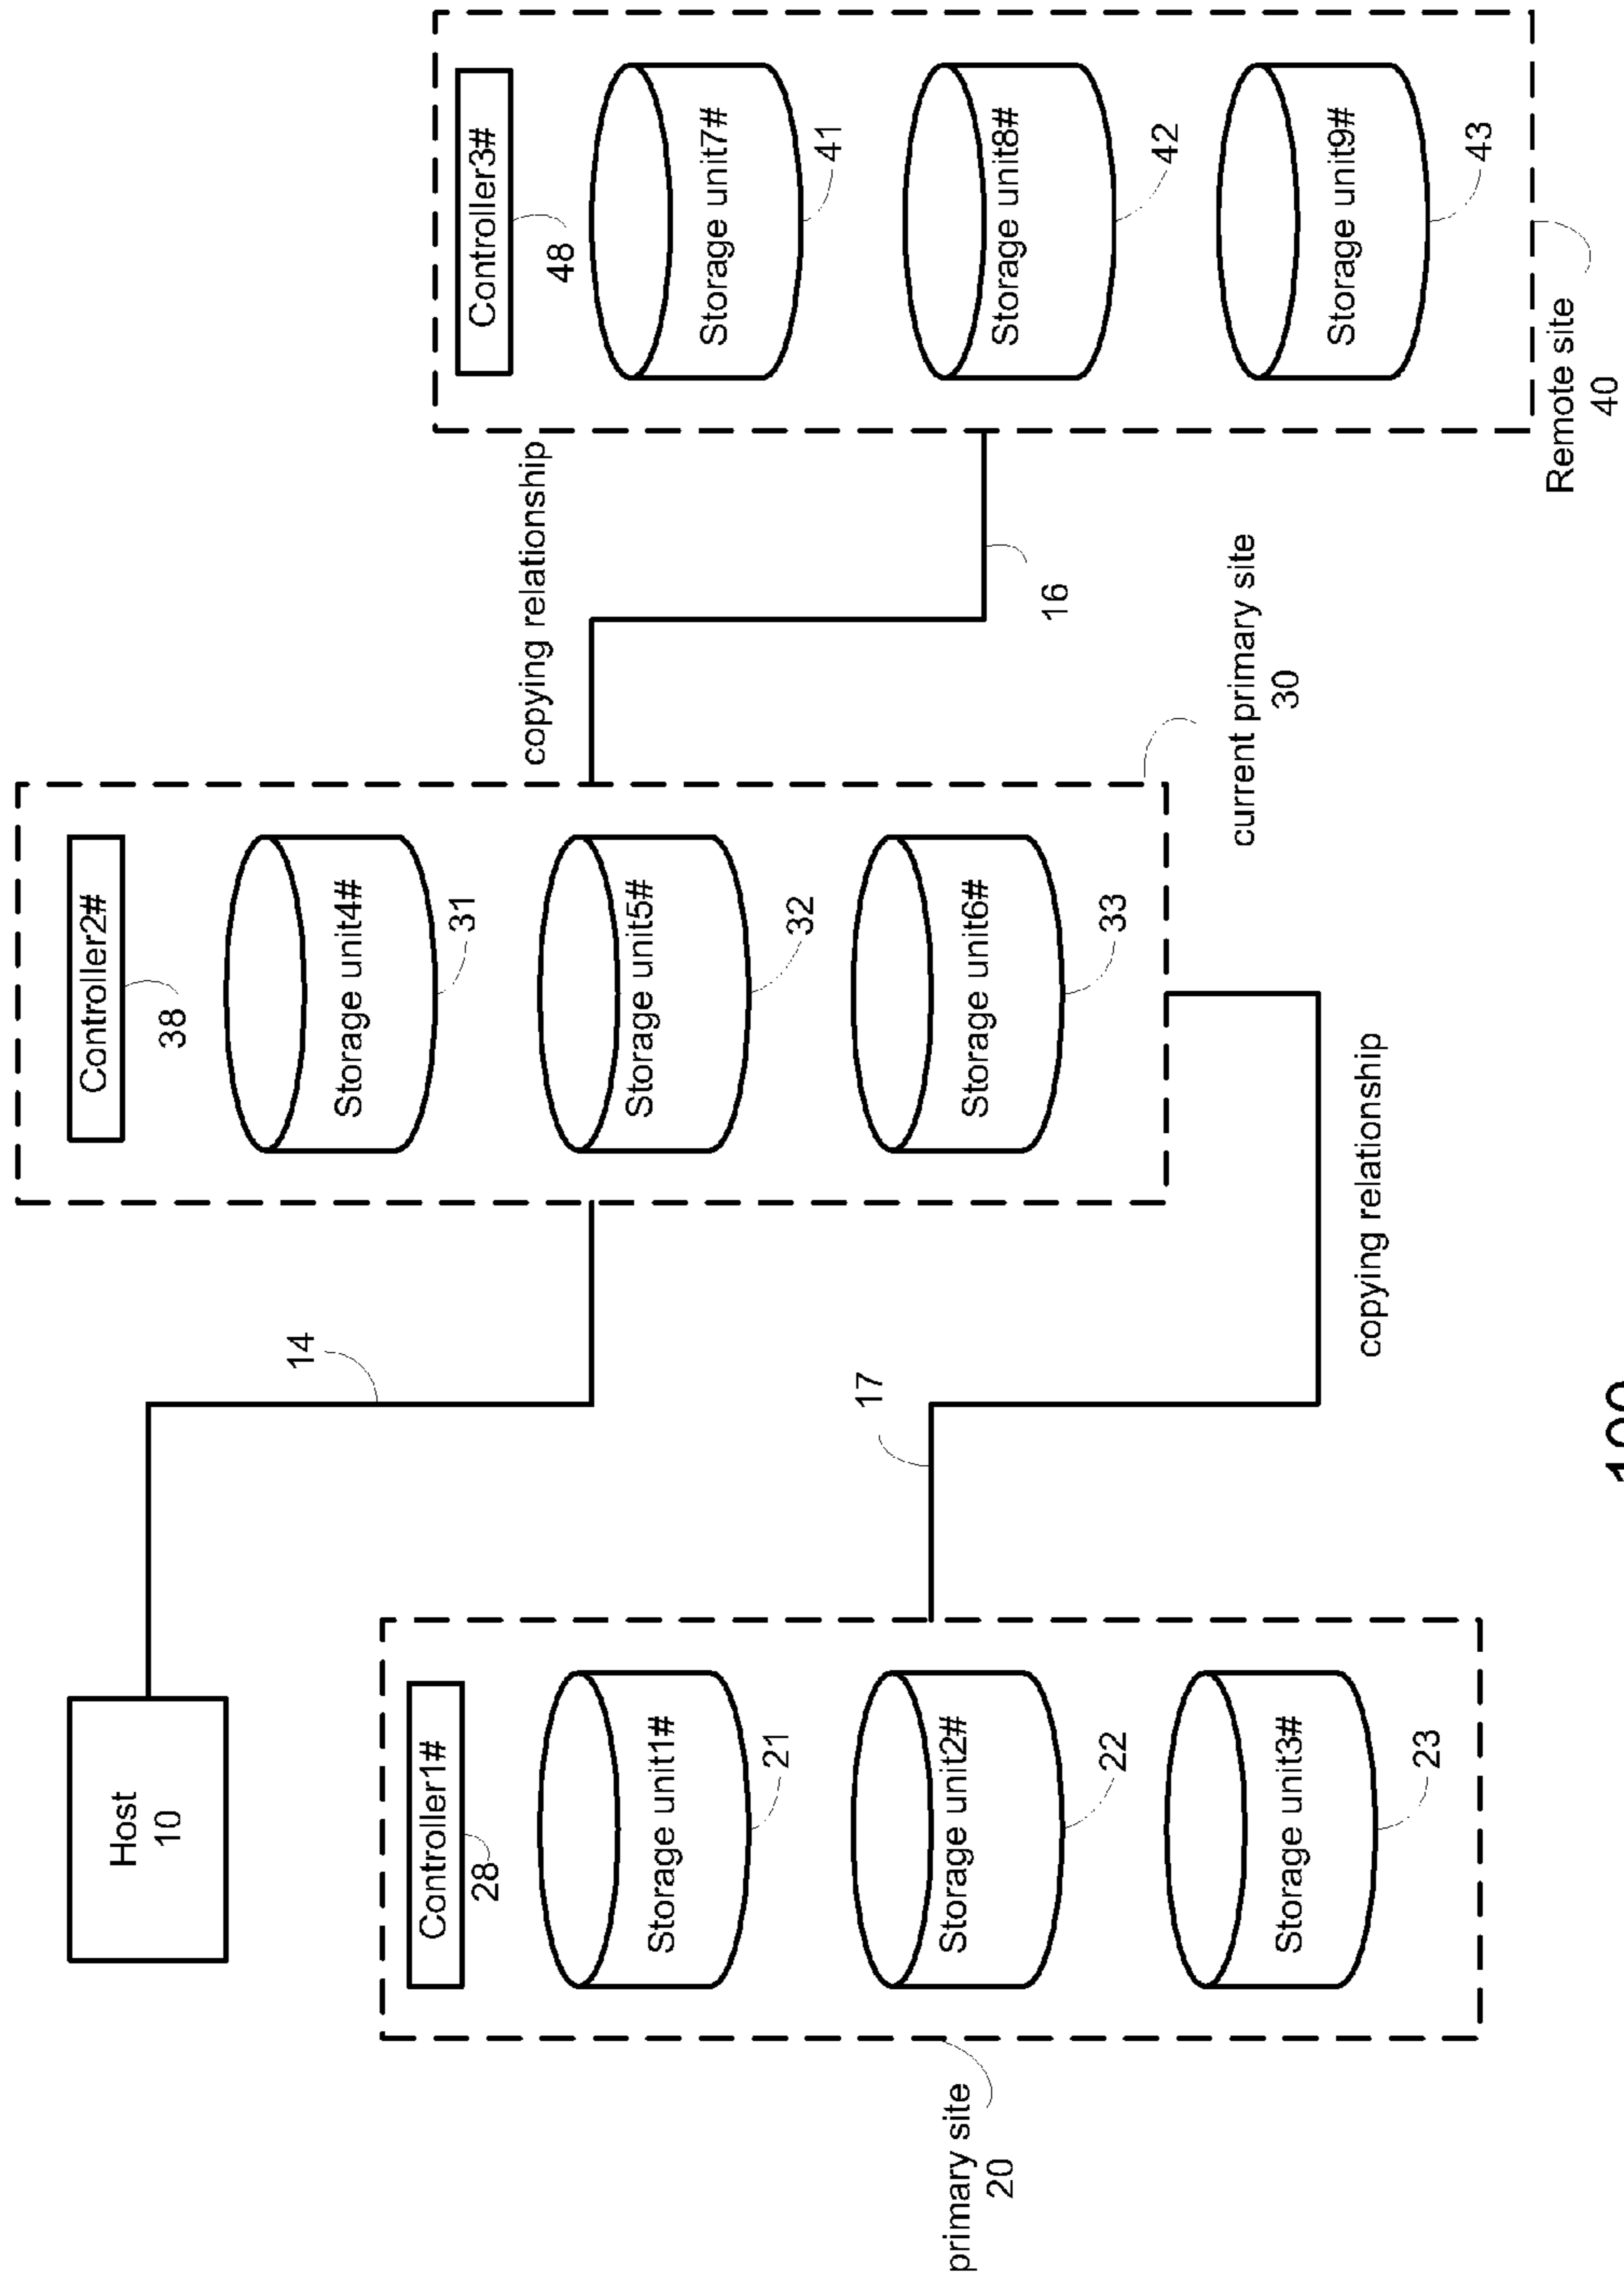 Host
10
14
Controller1#
28
Storage unit1#
21
Storage unit2#
22
Storage unit3#
23
primary site
20
17
copying relationship
Controller2#
38
Storage unit4#
31
Storage unit5#
32
Storage unit6#
33
current primary site
30
copying relationship
16
Controller3#
48
Storage unit7#
41
Storage unit8#
42
Storage unit9#
43
Remote site
40